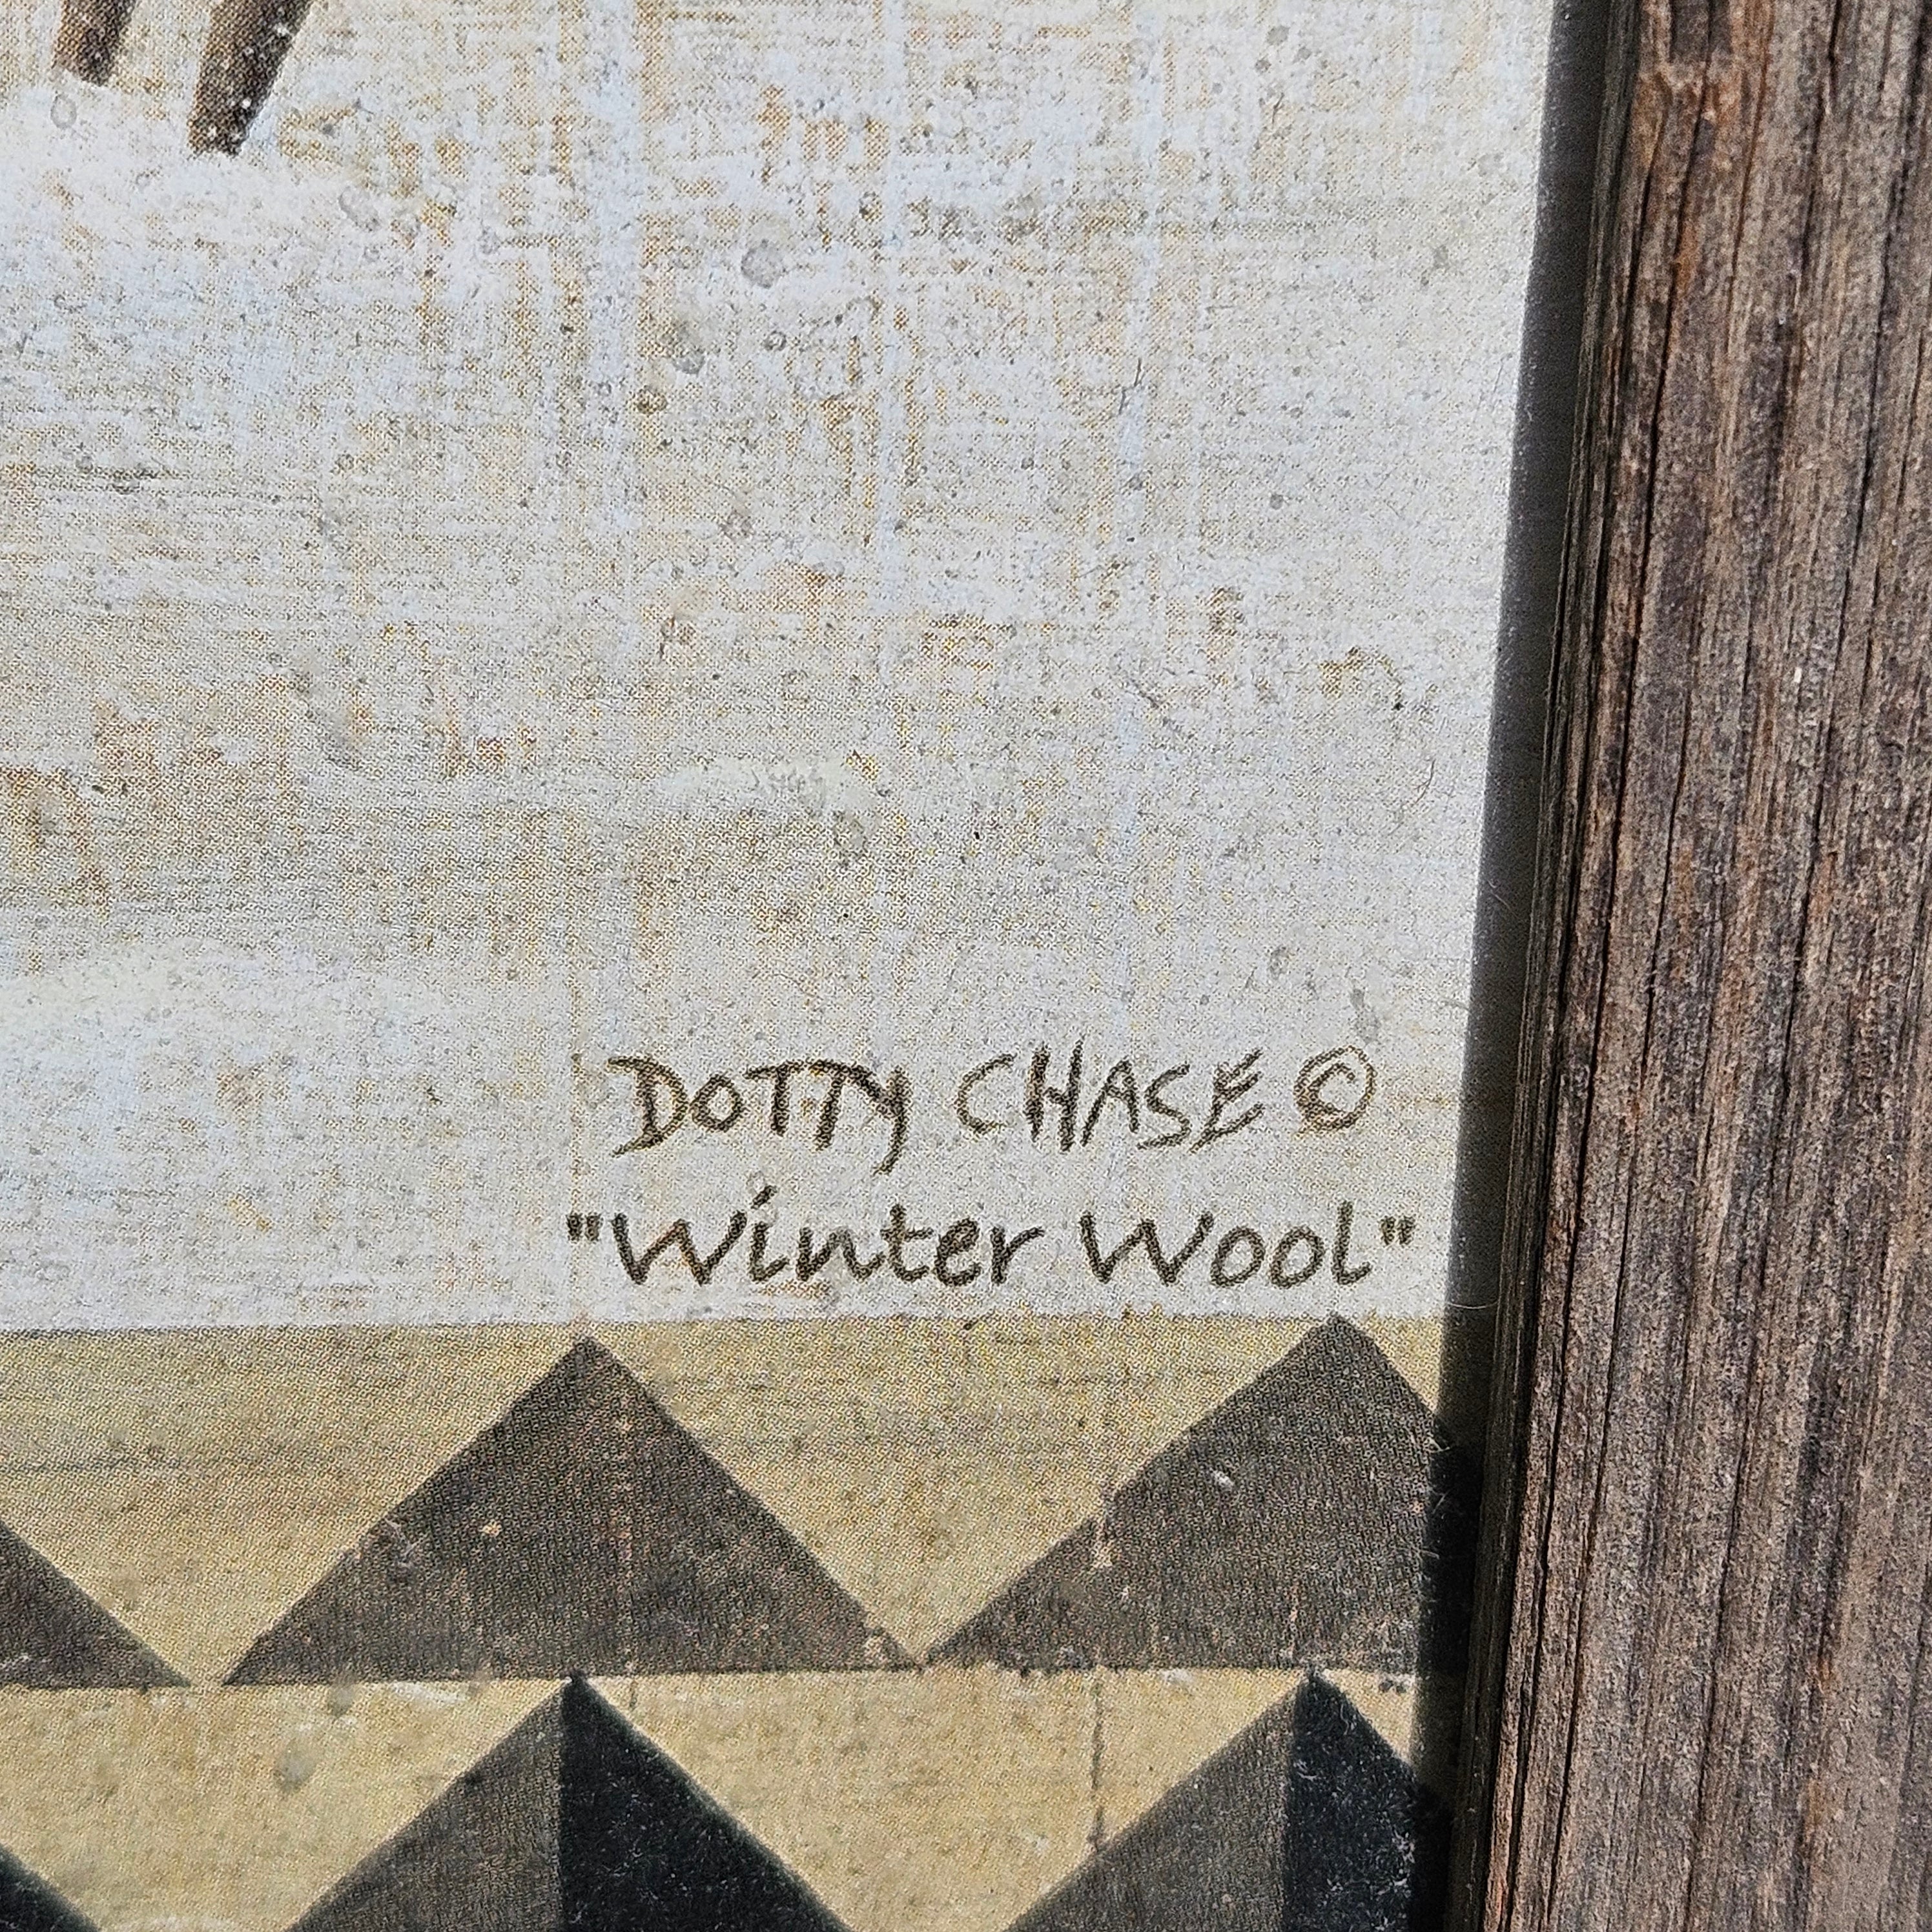 DOTTY CHASE ©
"Winter Wool"